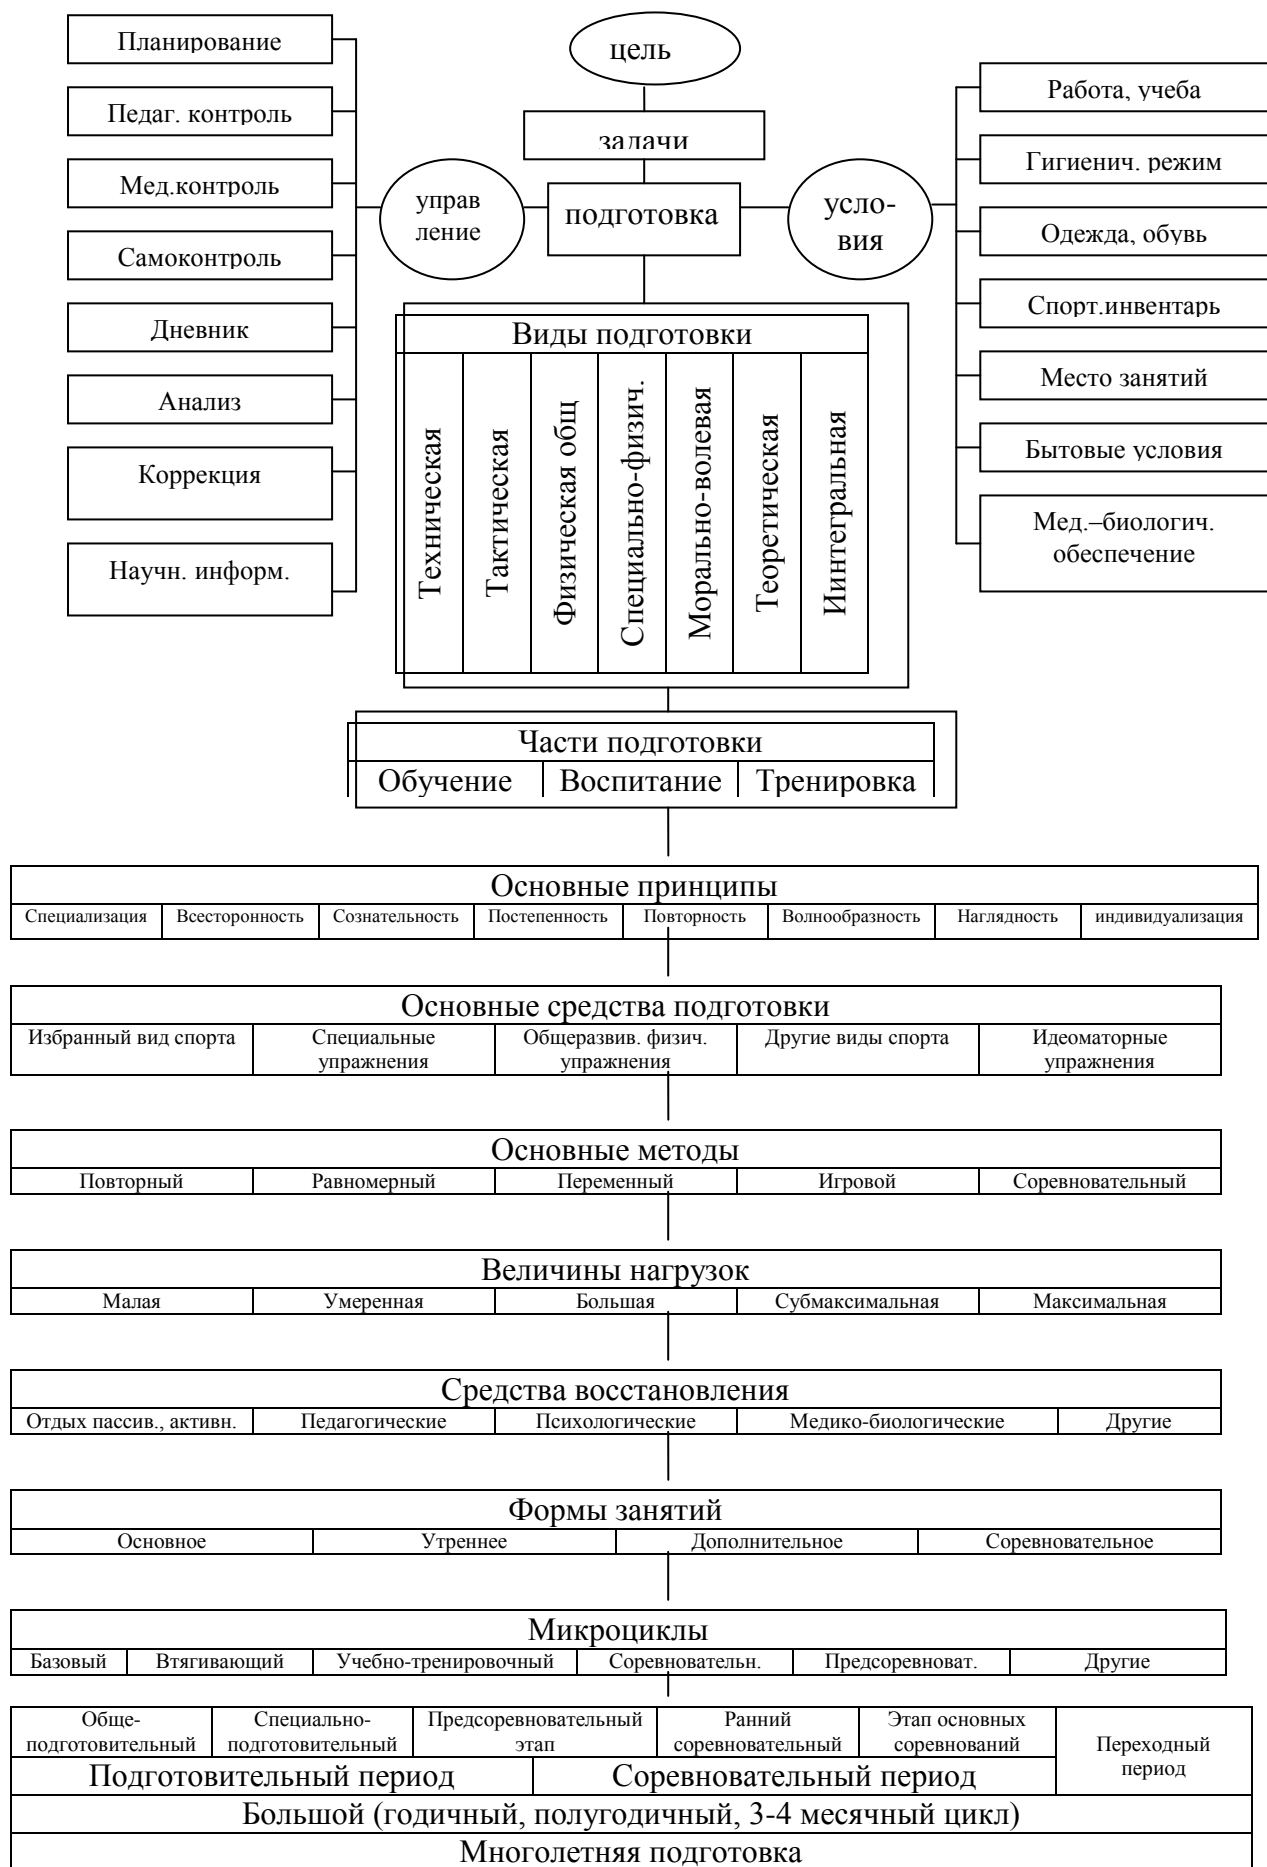 цель
задачи
подготовка
управ
ление
усло-
вия
Планирование
Педаг. контроль
Мед.контроль
Самоконтроль
Дневник
Анализ
Коррекция
Научн. информ.
Работа, учеба
Гигиенич. режим
Одежда, обувь
Спорт.инвентарь
Место занятий
Бытовые условия
Мед.–биологич.
обеспечение
Виды подготовки
Техническая
Тактическая
Физическая общ
Специально-физич.
Морально-волевая
Теоретическая
Иинтегральная
Части подготовки
Обучение Воспитание Тренировка
Основные принципы
Специализация Всесторонность Сознательность Постепенность Повторность Волнообразность Наглядность индивидуализация
Основные средства подготовки
Избранный вид спорта
Специальные
упражнения
Общеразвив. физич.
упражнения
Другие виды спорта
Идеоматорные
упражнения
Основные методы
Повторный Равномерный Переменный Игровой Соревновательный
Величины нагрузок
Малая Умеренная Большая Субмаксимальная Максимальная
Средства восстановления
Отдых пассив., активн. Педагогические Психологические Медико-биологические Другие
Формы занятий
Основное Утреннее Дополнительное Соревновательное
Микроциклы
Базовый Втягивающий Учебно-тренировочный Соревновательн. Предсоревноват. Другие
Обще-
подготовительный
Специально-
подготовительный
Предсоревновательный
этап
Ранний
соревновательный
Этап основных
соревнований
Переходный
период
Подготовительный период Соревновательный период
Большой (годичный, полугодичный, 3-4 месячный цикл)
Многолетняя подготовка